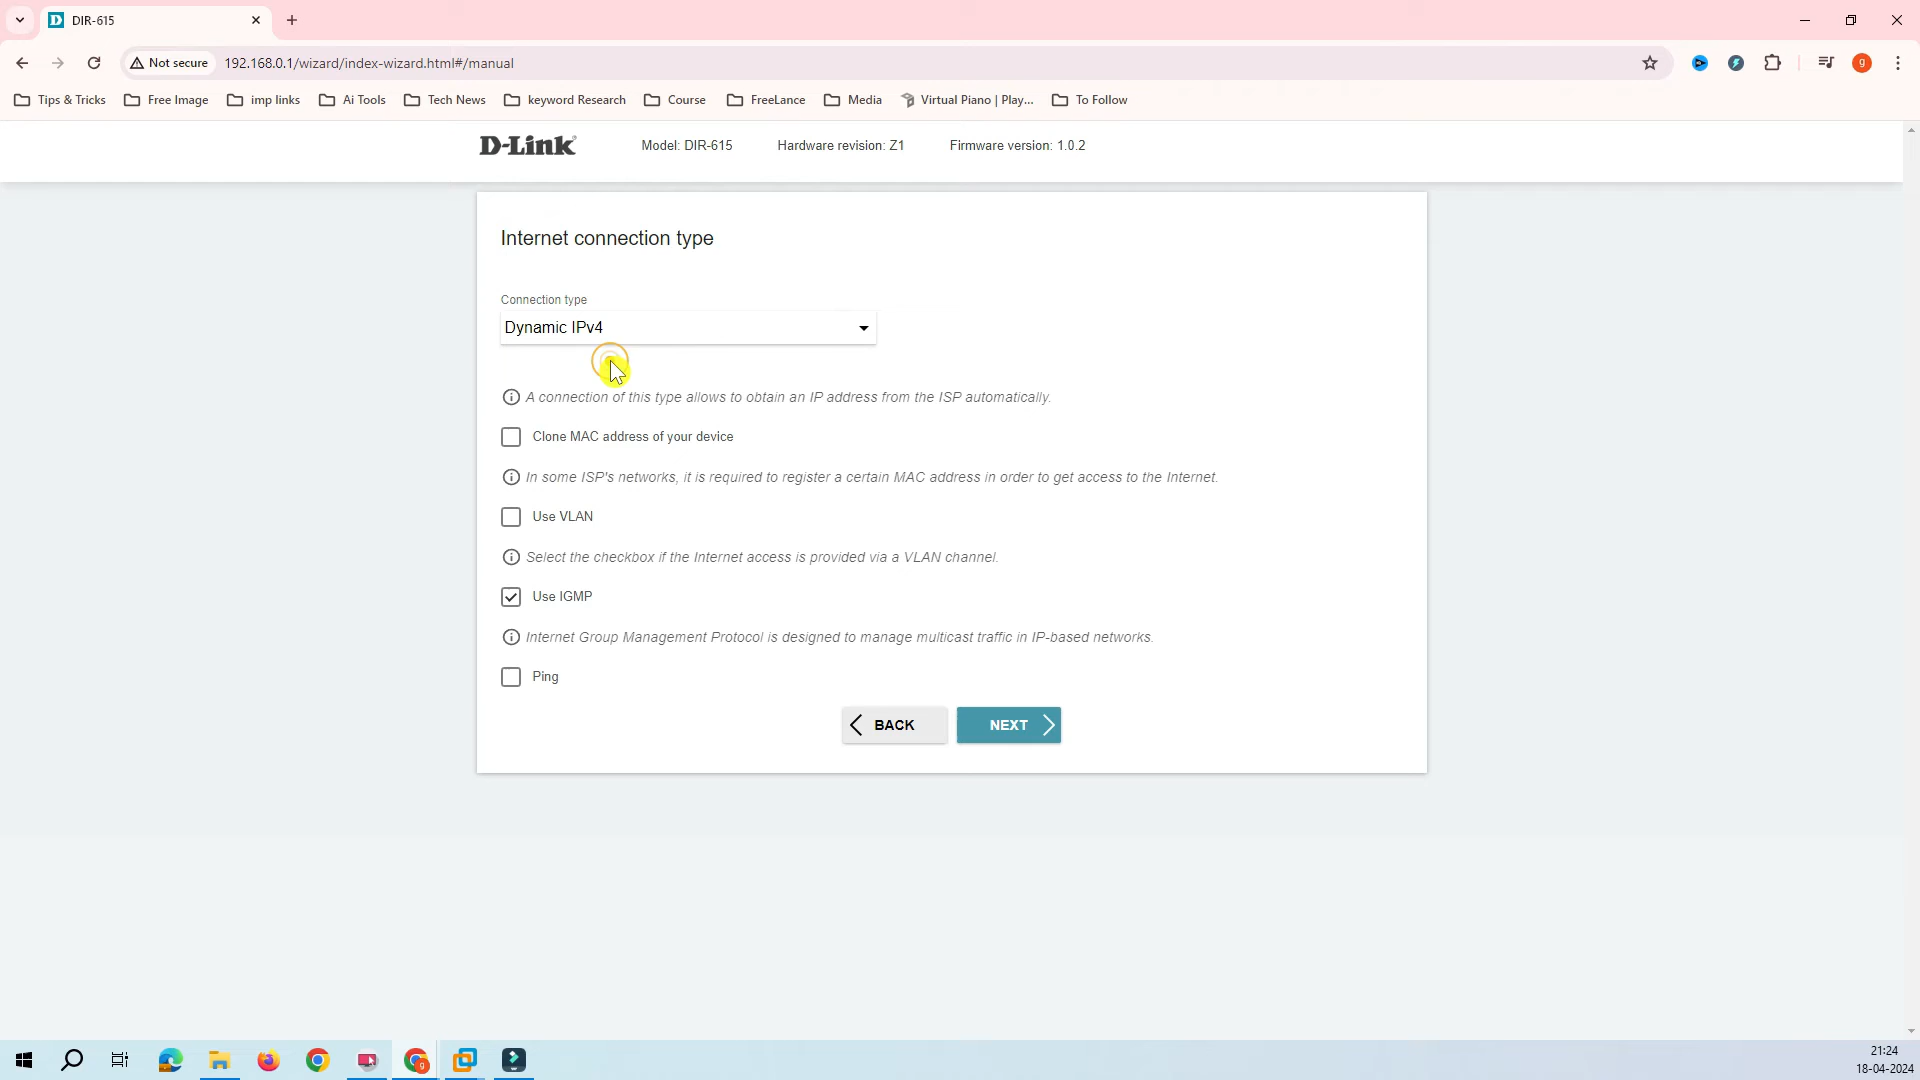 DIR-615
Not secure
192.168.0.1/wizard/index-wizard.html#/manual
g
Tips & Tricks
Free Image
imp links
Ai Tools
Tech News
keyword Research
Course
FreeLance
Media
Virtual Piano | Play...
To Follow
D-Link
Model: DIR-615
Hardware revision: Z1
Firmware version: 1.0.2
Internet connection type
Connection type
Dynamic IPv4
A connection of this type allows to obtain an IP address from the ISP automatically.
Clone MAC address of your device
In some ISP's networks, it is required to register a certain MAC address in order to get access to the Internet.
Use VLAN
Select the checkbox if the Internet access is provided via a VLAN channel.
Use IGMP
Internet Group Management Protocol is designed to manage multicast traffic in IP-based networks.
Ping
BACK
NEXT
21:24
18-04-2024